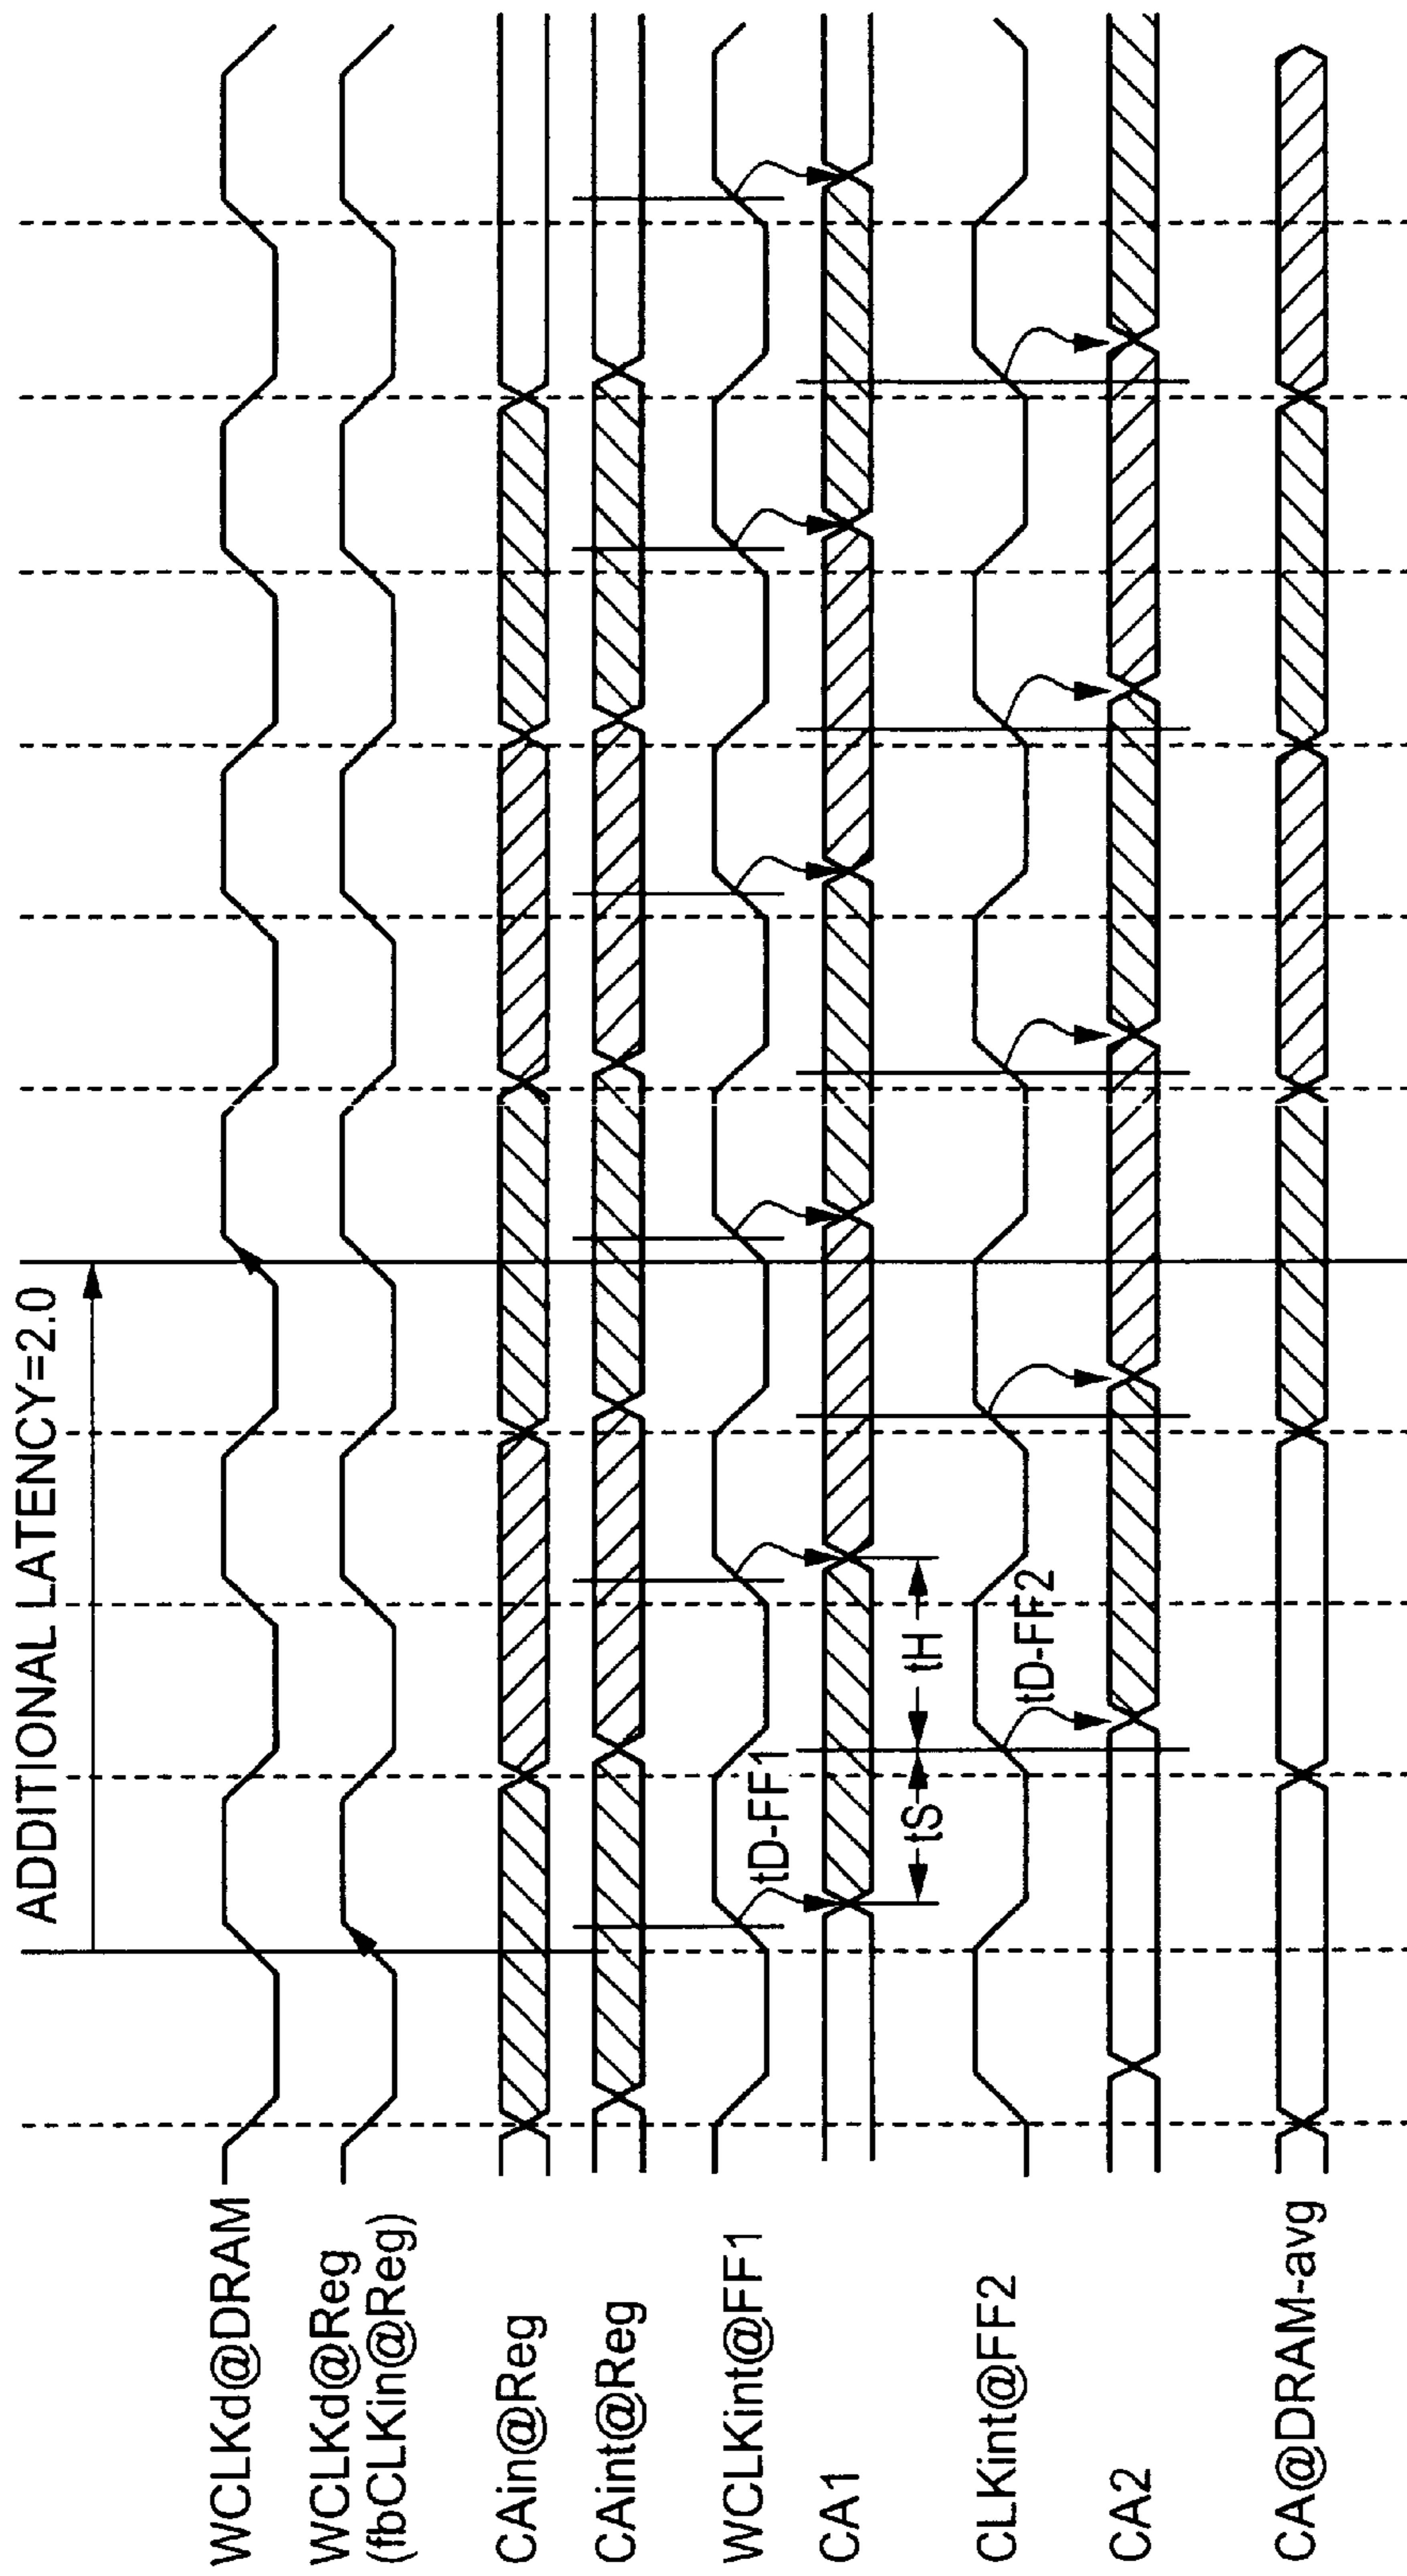 ADDITIONAL LATENCY=2.0
WCLKd@DRAM
WCLKd@Reg
(fbCLKin@Reg)
CAin@Reg
CAint@Reg
WCLKint@FF1
tD-FF1
CA1
tS
tH
CLKint@FF2
tD-FF2
CA2
CA@DRAM-avg